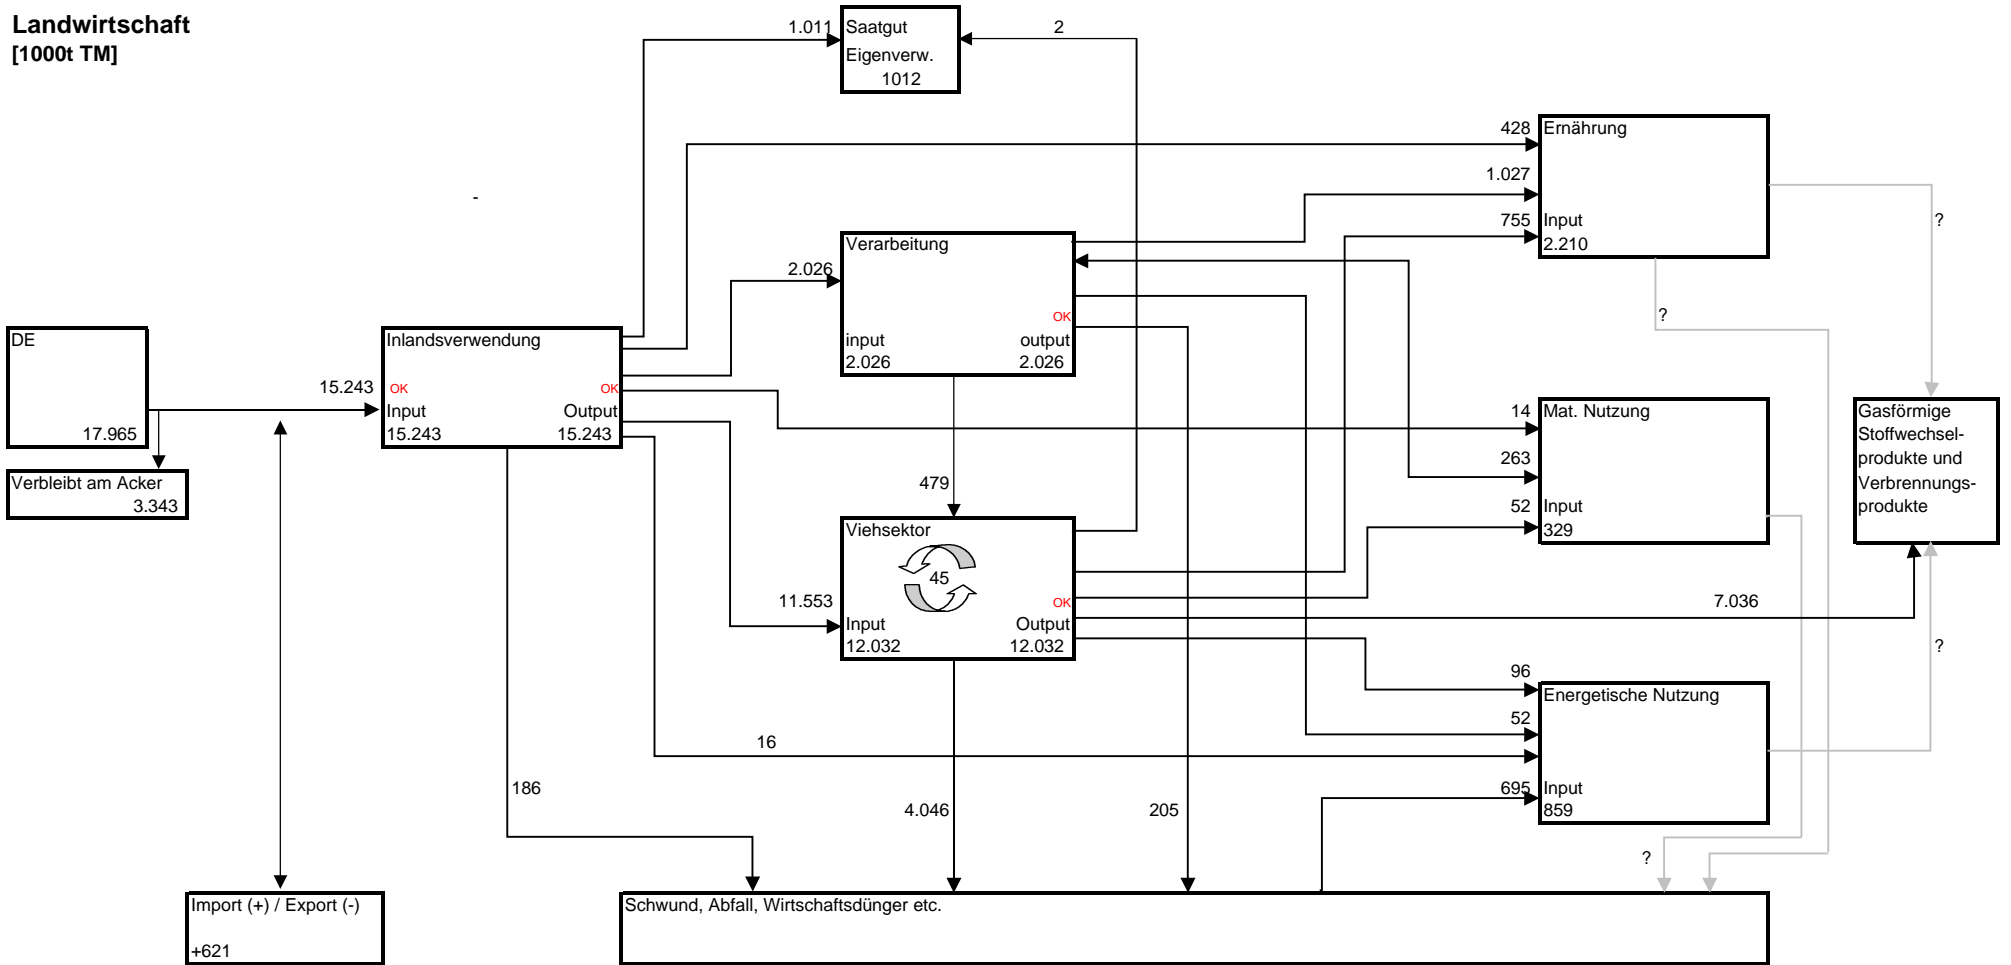 Landwirtschaft
[1000t TM]
1.011
Saatgut
Eigenverw.
1012
2
-
428
1.027
755
Ernährung
Input
2.210
?
?
2.026
Verarbeitung
OK
input
2.026
output
2.026
DE
17.965
Verbleibt am Acker
3.343
15.243
Inlandsverwendung
OK
OK
Input
15.243
Output
15.243
14
263
52
Mat. Nutzung
Input
329
Gasförmige
Stoffwechsel-
produkte und
Verbrennungs-
produkte
479
11.553
Viehsektor
45
OK
Input
12.032
Output
12.032
7.036
?
96
52
16
695
Energetische Nutzung
Input
859
186
4.046
205
?
Import (+) / Export (-)
+621
Schwund, Abfall, Wirtschaftsdünger etc.